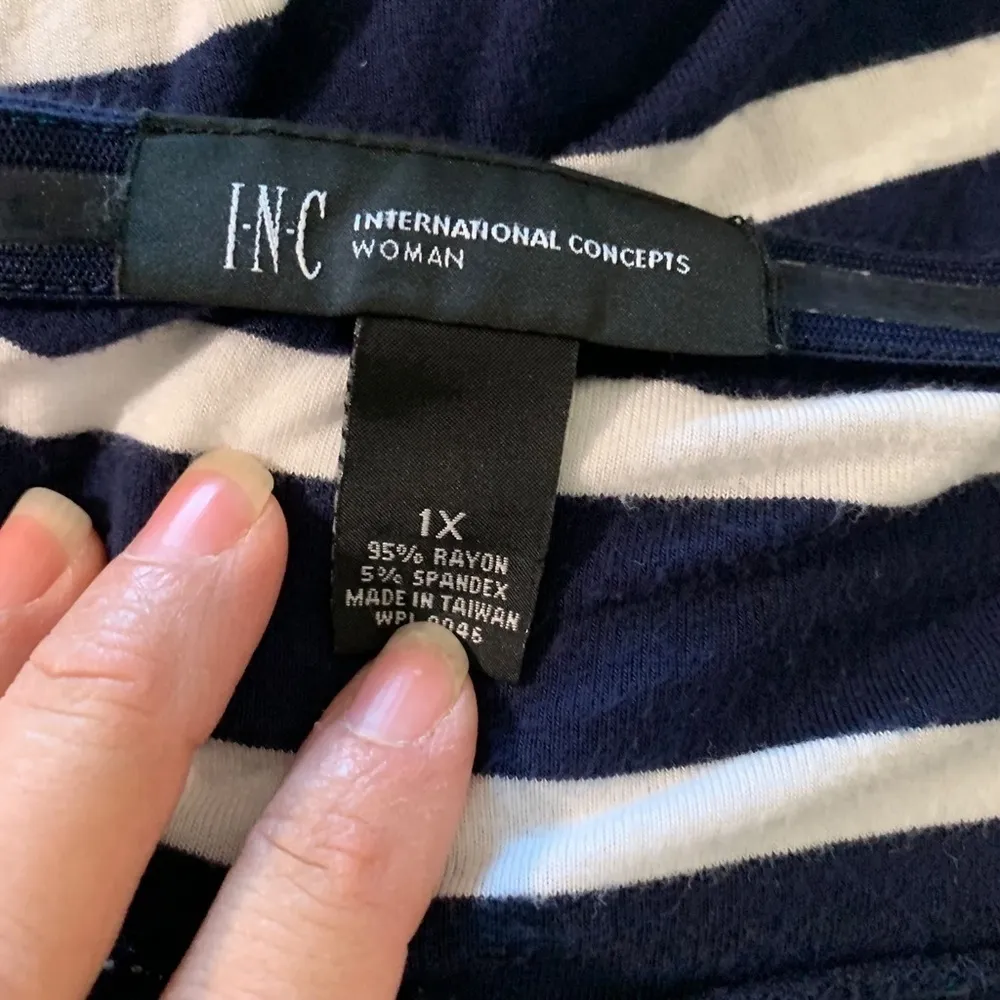 I-N-C INTERNATIONAL CONCEPTS
WOMAN
1X
95% RAYON
5% SPANDEX
MADE IN TAIWAN